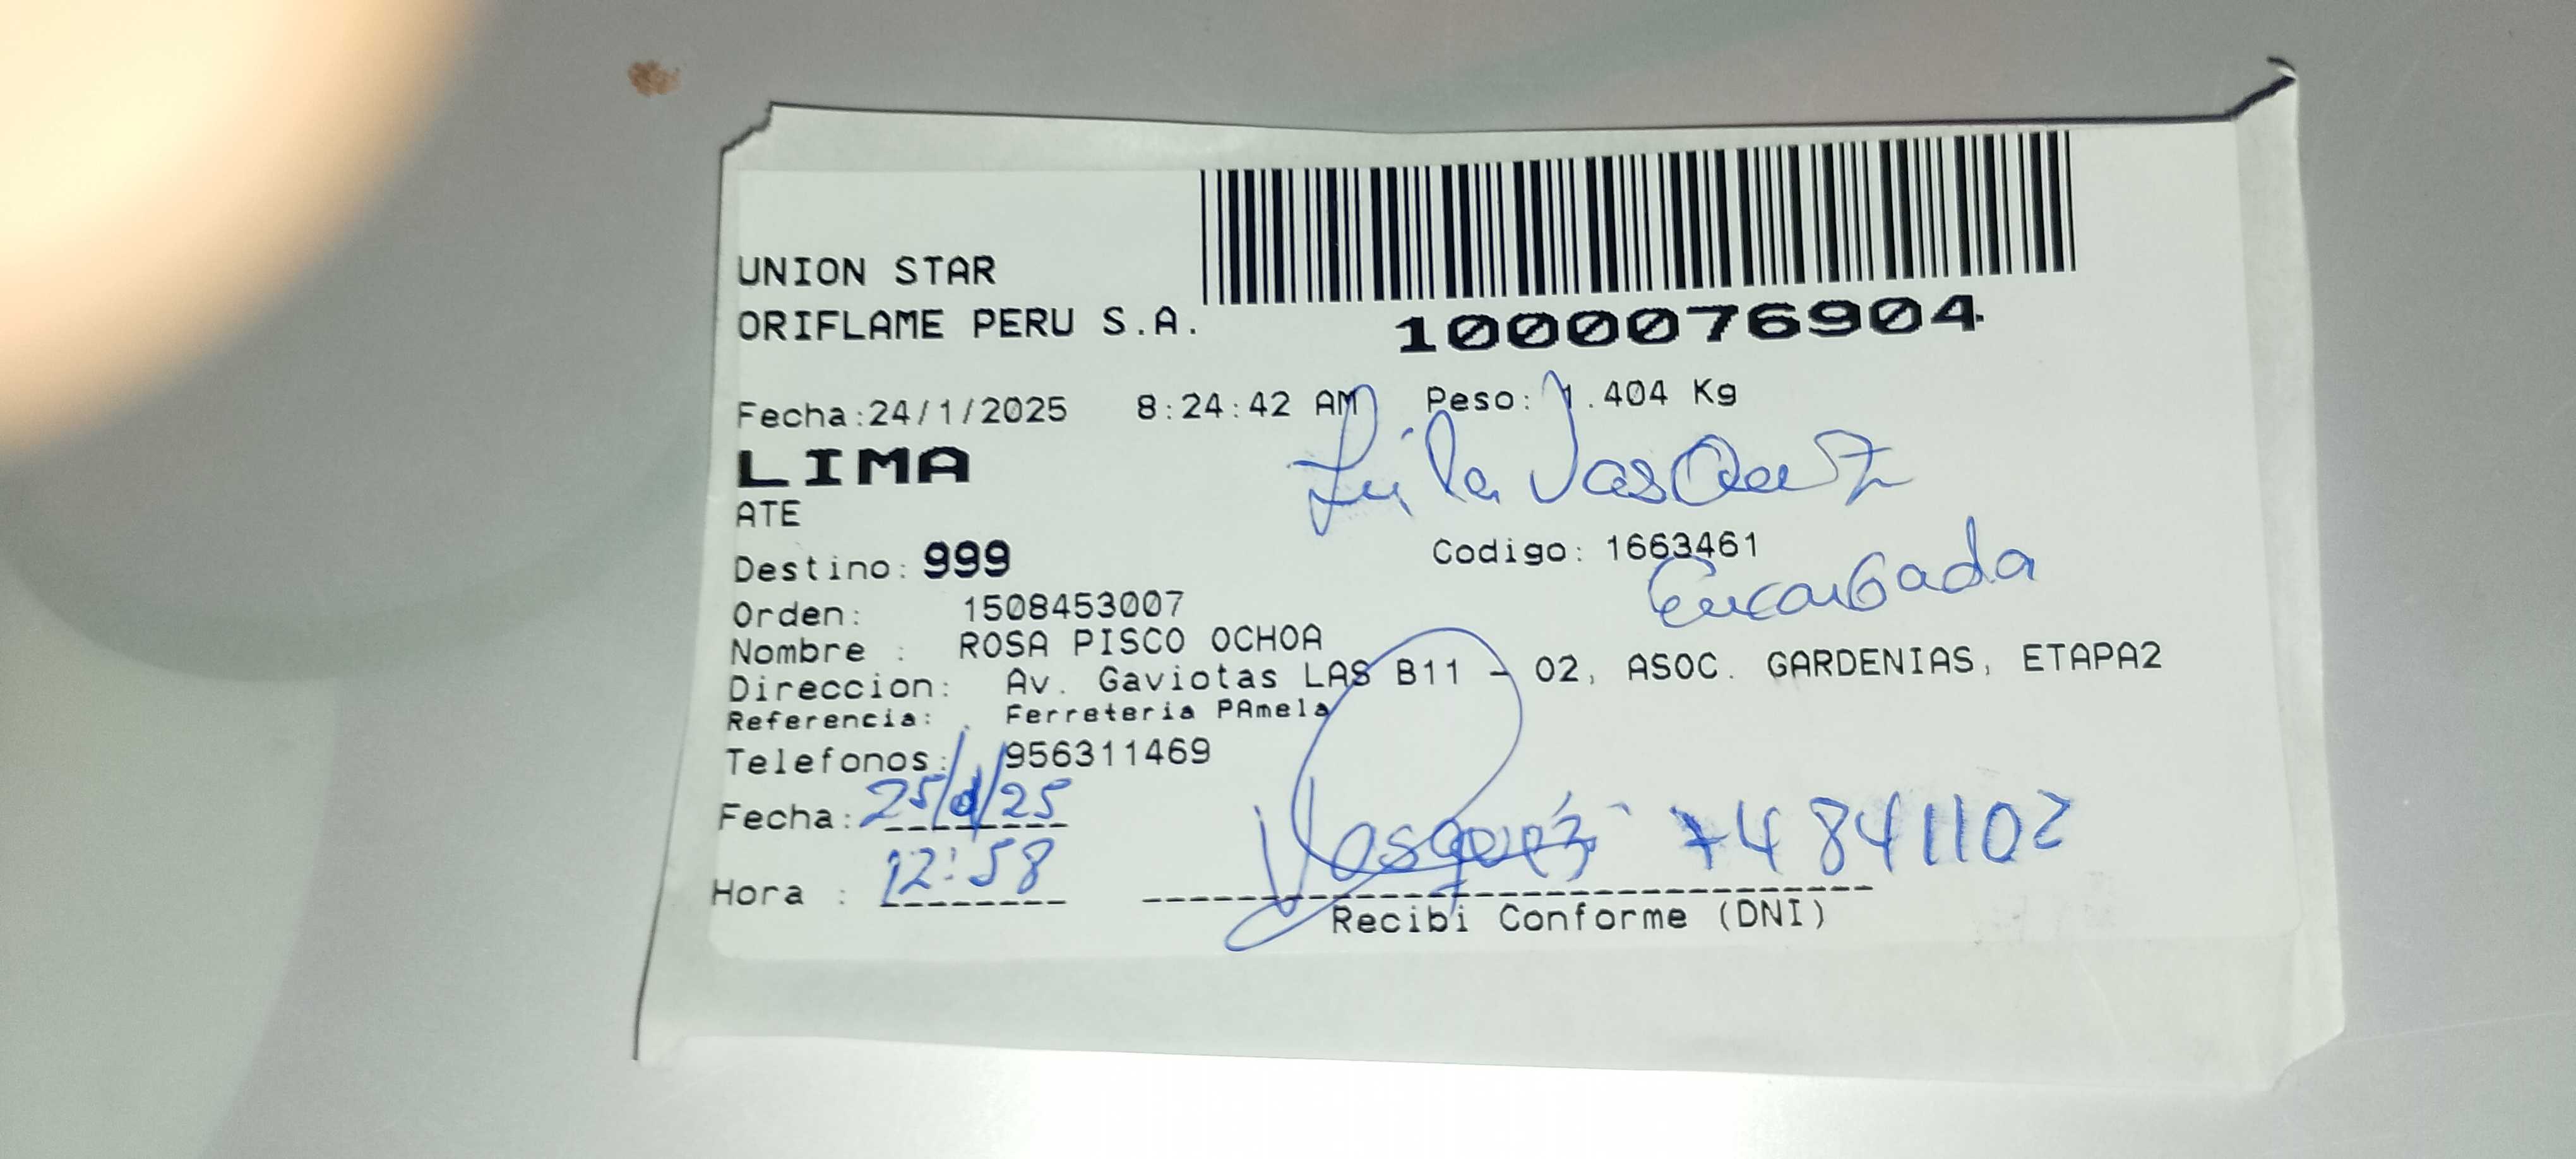 UNION STAR
ORIFLAME PERU S.A.
1000076904
Fecha:24/1/2025 8:24:42 AM Peso: 1.404 Kg
LIMA
ATE
Vasquez
Destino: 999
Codigo: 1663461
Encargada
Orden: 1508453007
Nombre : ROSA PISCO OCHOA
Direccion: Av. Gaviotas LAS B11 - 02, ASOC. GARDENIAS, ETAPA2
Referencia: Ferreteria PAmela
Telefonos: 956311469
Fecha: 25/1/25
Vasquez 74841102
Hora : 12:58
Recibi Conforme (DNI)